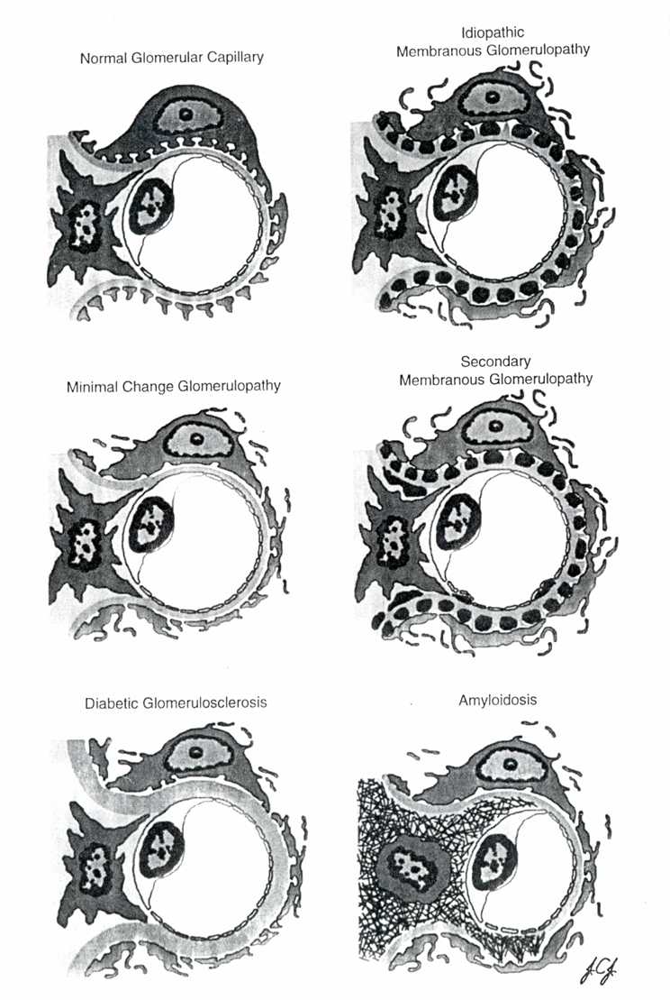 Normal Glomerular Capillary
Idiopathic
Membranous Glomerulopathy
Minimal Change Glomerulopathy
Secondary
Membranous Glomerulopathy
Diabetic Glomerulosclerosis
Amyloidosis
J.C.J.